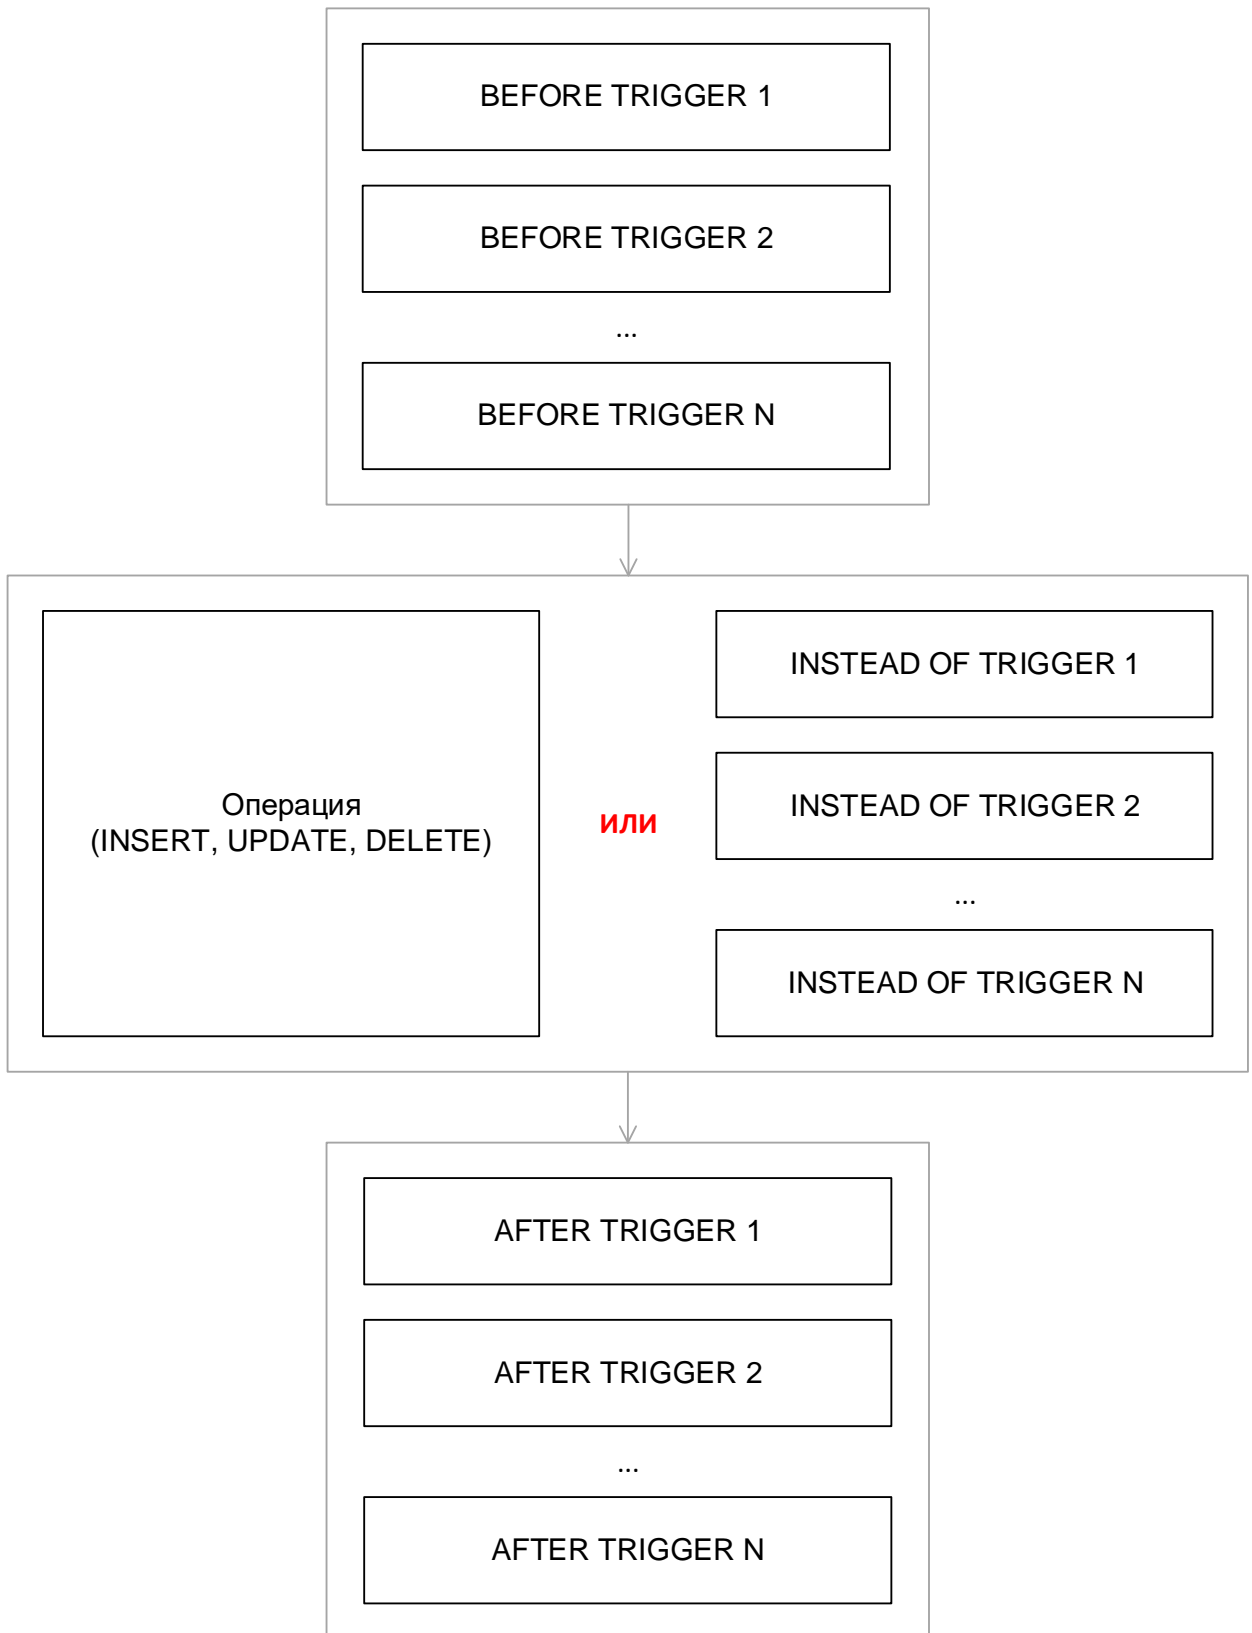 BEFORE TRIGGER 1
BEFORE TRIGGER 2
...
BEFORE TRIGGER N
Операция
(INSERT, UPDATE, DELETE)
или
INSTEAD OF TRIGGER 1
INSTEAD OF TRIGGER 2
...
INSTEAD OF TRIGGER N
AFTER TRIGGER 1
AFTER TRIGGER 2
...
AFTER TRIGGER N